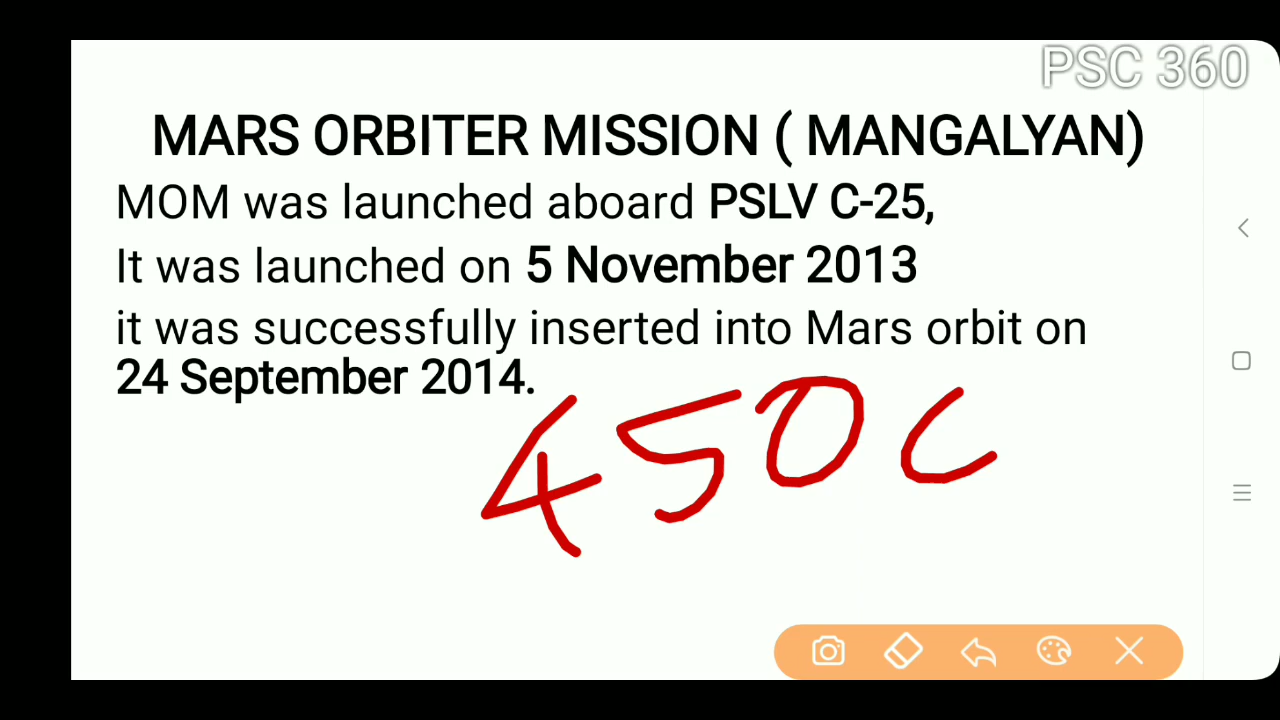 PSC 360
MARS ORBITER MISSION ( MANGALYAN)
MOM was launched aboard PSLV C-25,
It was launched on 5 November 2013
it was successfully inserted into Mars orbit on
24 September 2014.
450 C